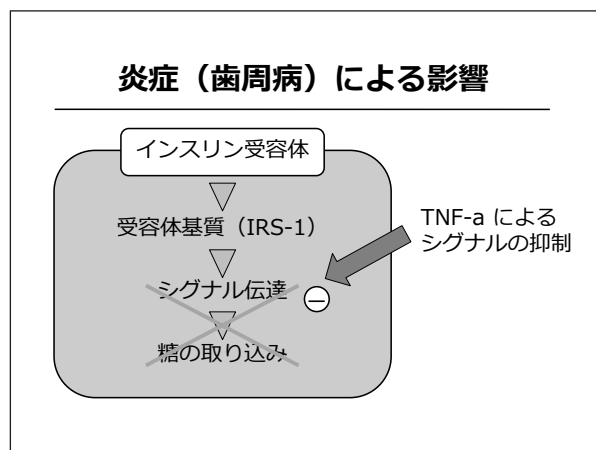 炎症（歯周病）による影響
インスリン受容体
受容体基質（IRS-1）
TNF-a による
シグナルの抑制
シグナル伝達
−
糖の取り込み